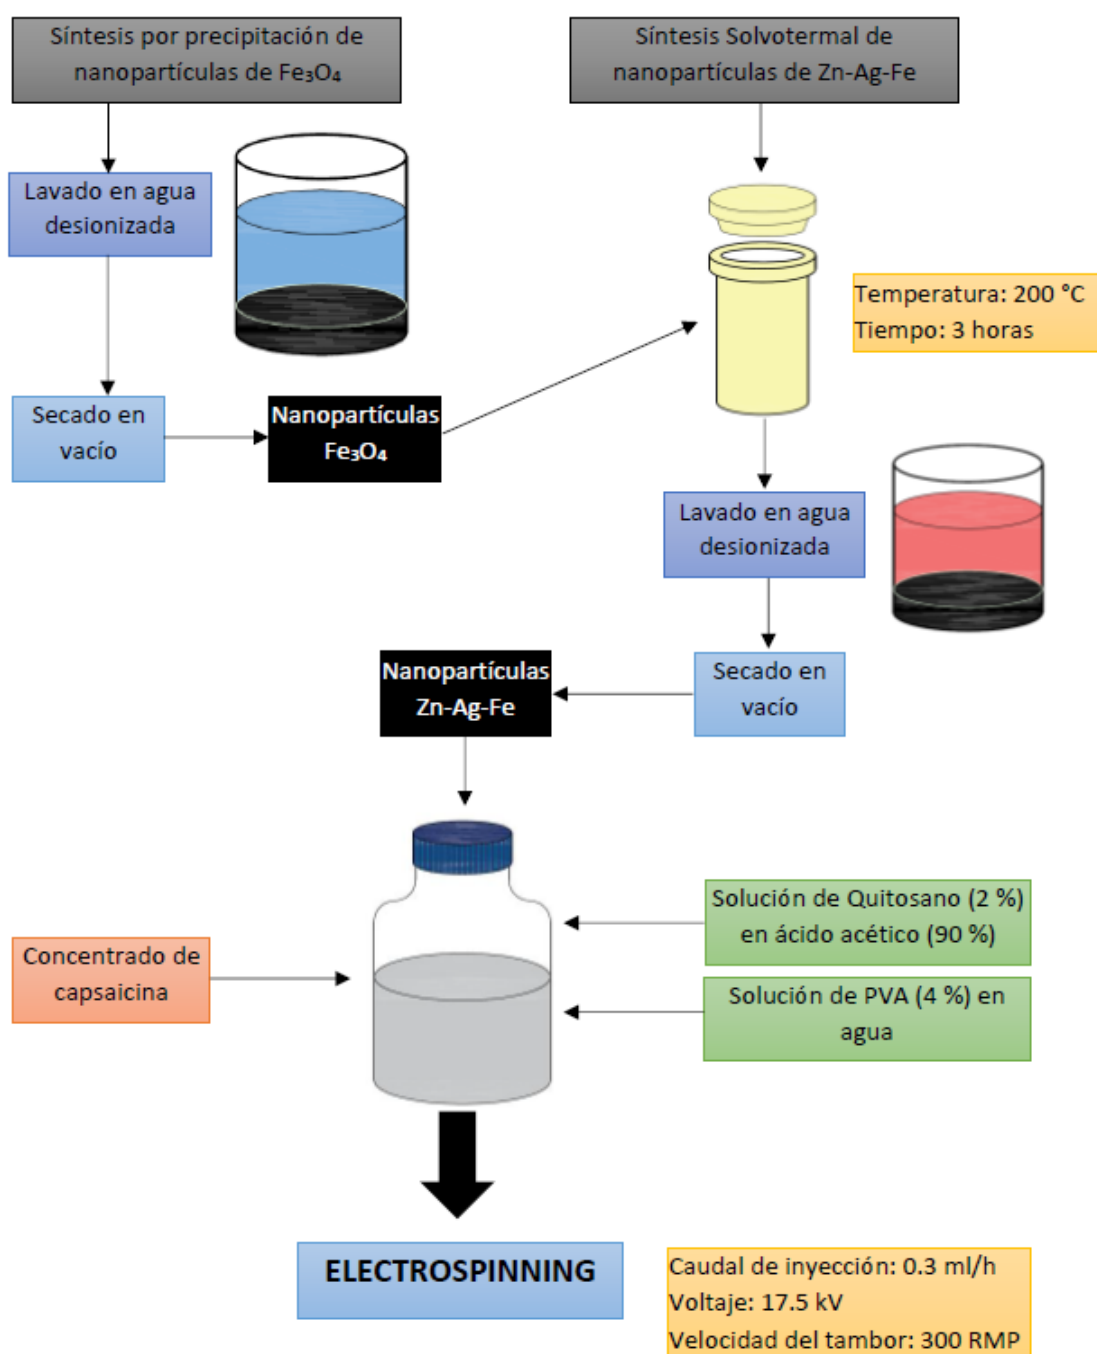 Síntesis por precipitación de
nanopartículas de Fe₃O₄
Síntesis Solvotermal de
nanopartículas de Zn-Ag-Fe
Lavado en agua
desionizada
Temperatura: 200 °C
Tiempo: 3 horas
Secado en
vacío
Nanopartículas
Fe₃O₄
Lavado en agua
desionizada
Nanopartículas
Zn-Ag-Fe
Secado en
vacío
Solución de Quitosano (2 %)
en ácido acético (90 %)
Concentrado de
capsaicina
Solución de PVA (4 %) en
agua
ELECTROSPINNING
Caudal de inyección: 0.3 ml/h
Voltaje: 17.5 kV
Velocidad del tambor: 300 RMP